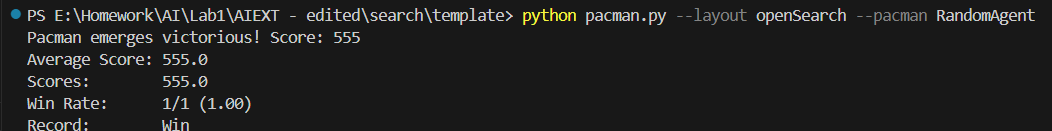 PS E:\Homework\AI\Lab1\AIEXT - edited\search\template> python pacman.py --layout openSearch --pacman RandomAgent
Pacman emerges victorious! Score: 555
Average Score: 555.0
Scores:        555.0
Win Rate:      1/1 (1.00)
Record:        Win